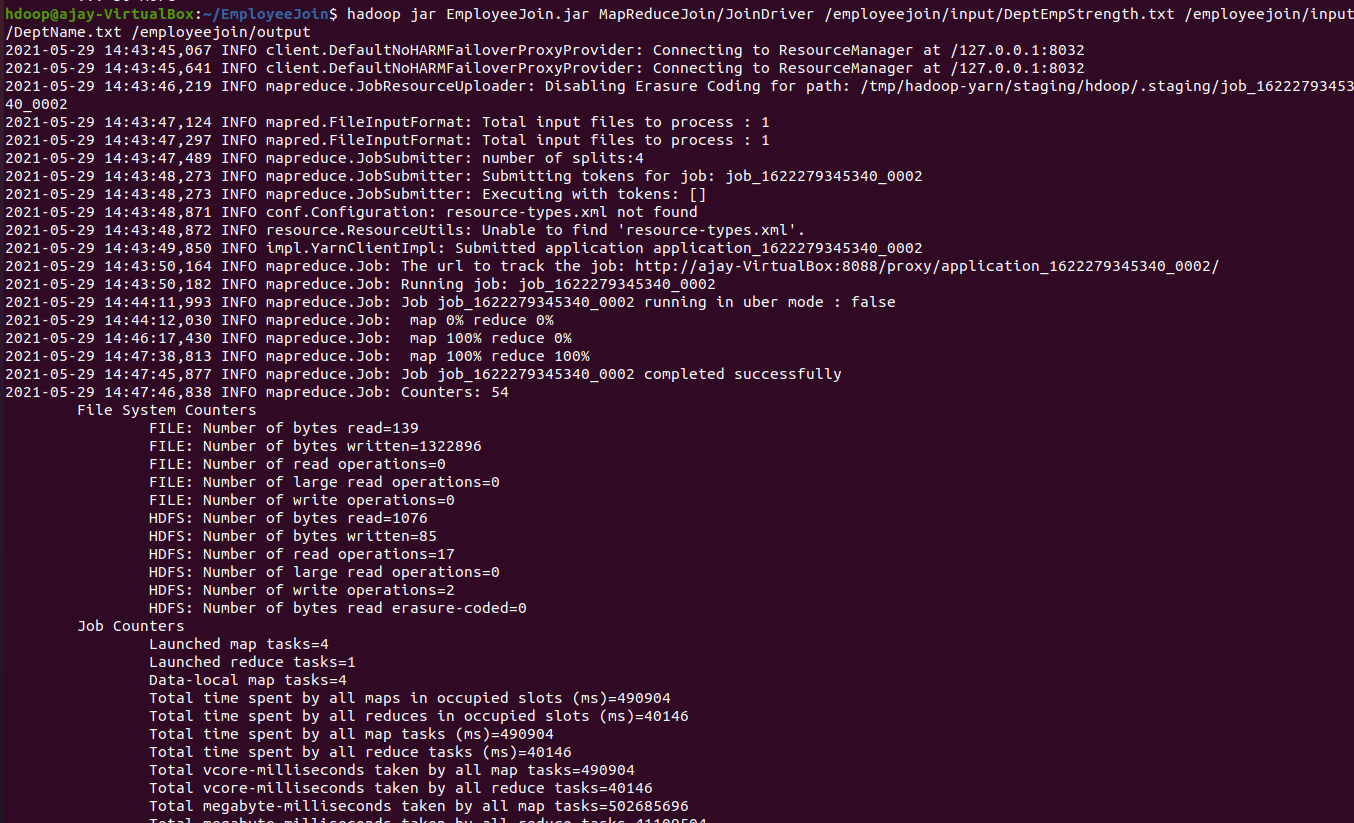 hdoop@ajay-VirtualBox:~/EmployeeJoin$ hadoop jar EmployeeJoin.jar MapReduceJoin/JoinDriver /employeejoin/input/DeptEmpStrength.txt /employeejoin/input
/DeptName.txt /employeejoin/output
2021-05-29 14:43:45,067 INFO client.DefaultNoHARMFailoverProxyProvider: Connecting to ResourceManager at /127.0.0.1:8032
2021-05-29 14:43:45,641 INFO client.DefaultNoHARMFailoverProxyProvider: Connecting to ResourceManager at /127.0.0.1:8032
2021-05-29 14:43:46,219 INFO mapreduce.JobResourceUploader: Disabling Erasure Coding for path: /tmp/hadoop-yarn/staging/hdoop/.staging/job_16222793453
40_0002
2021-05-29 14:43:47,124 INFO mapred.FileInputFormat: Total input files to process : 1
2021-05-29 14:43:47,297 INFO mapred.FileInputFormat: Total input files to process : 1
2021-05-29 14:43:47,489 INFO mapreduce.JobSubmitter: number of splits:4
2021-05-29 14:43:48,273 INFO mapreduce.JobSubmitter: Submitting tokens for job: job_1622279345340_0002
2021-05-29 14:43:48,273 INFO mapreduce.JobSubmitter: Executing with tokens: []
2021-05-29 14:43:48,871 INFO conf.Configuration: resource-types.xml not found
2021-05-29 14:43:48,872 INFO resource.ResourceUtils: Unable to find 'resource-types.xml'.
2021-05-29 14:43:49,850 INFO impl.YarnClientImpl: Submitted application application_1622279345340_0002
2021-05-29 14:43:50,164 INFO mapreduce.Job: The url to track the job: http://ajay-VirtualBox:8088/proxy/application_1622279345340_0002/
2021-05-29 14:43:50,182 INFO mapreduce.Job: Running job: job_1622279345340_0002
2021-05-29 14:44:11,993 INFO mapreduce.Job: Job job_1622279345340_0002 running in uber mode : false
2021-05-29 14:44:12,030 INFO mapreduce.Job:  map 0% reduce 0%
2021-05-29 14:46:17,430 INFO mapreduce.Job:  map 100% reduce 0%
2021-05-29 14:47:38,813 INFO mapreduce.Job:  map 100% reduce 100%
2021-05-29 14:47:45,877 INFO mapreduce.Job: Job job_1622279345340_0002 completed successfully
2021-05-29 14:47:46,838 INFO mapreduce.Job: Counters: 54
File System Counters
FILE: Number of bytes read=139
FILE: Number of bytes written=1322896
FILE: Number of read operations=0
FILE: Number of large read operations=0
FILE: Number of write operations=0
HDFS: Number of bytes read=1076
HDFS: Number of bytes written=85
HDFS: Number of read operations=17
HDFS: Number of large read operations=0
HDFS: Number of write operations=2
HDFS: Number of bytes read erasure-coded=0
Job Counters
Launched map tasks=4
Launched reduce tasks=1
Data-local map tasks=4
Total time spent by all maps in occupied slots (ms)=490904
Total time spent by all reduces in occupied slots (ms)=40146
Total time spent by all map tasks (ms)=490904
Total time spent by all reduce tasks (ms)=40146
Total vcore-milliseconds taken by all map tasks=490904
Total vcore-milliseconds taken by all reduce tasks=40146
Total megabyte-milliseconds taken by all map tasks=502685696
Total megabyte-milliseconds taken by all reduce tasks=41109504